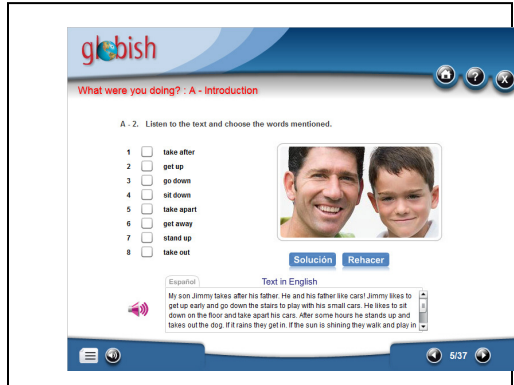 globish
What were you doing? : A - Introduction
A - 2. Listen to the text and choose the words mentioned.
1 take after
2 get up
3 go down
4 sit down
5 take apart
6 get away
7 stand up
8 take out
Solución Rehacer
Español Text in English
My son Jimmy takes after his father. He and his father like cars! Jimmy likes to
get up early and go down the stairs to play with his small cars. He likes to sit
down on the floor and take apart his cars. After some hours he stands up and
takes out the dog. If it rains they get in. If the sun is shining they walk and play in
5/37
? X